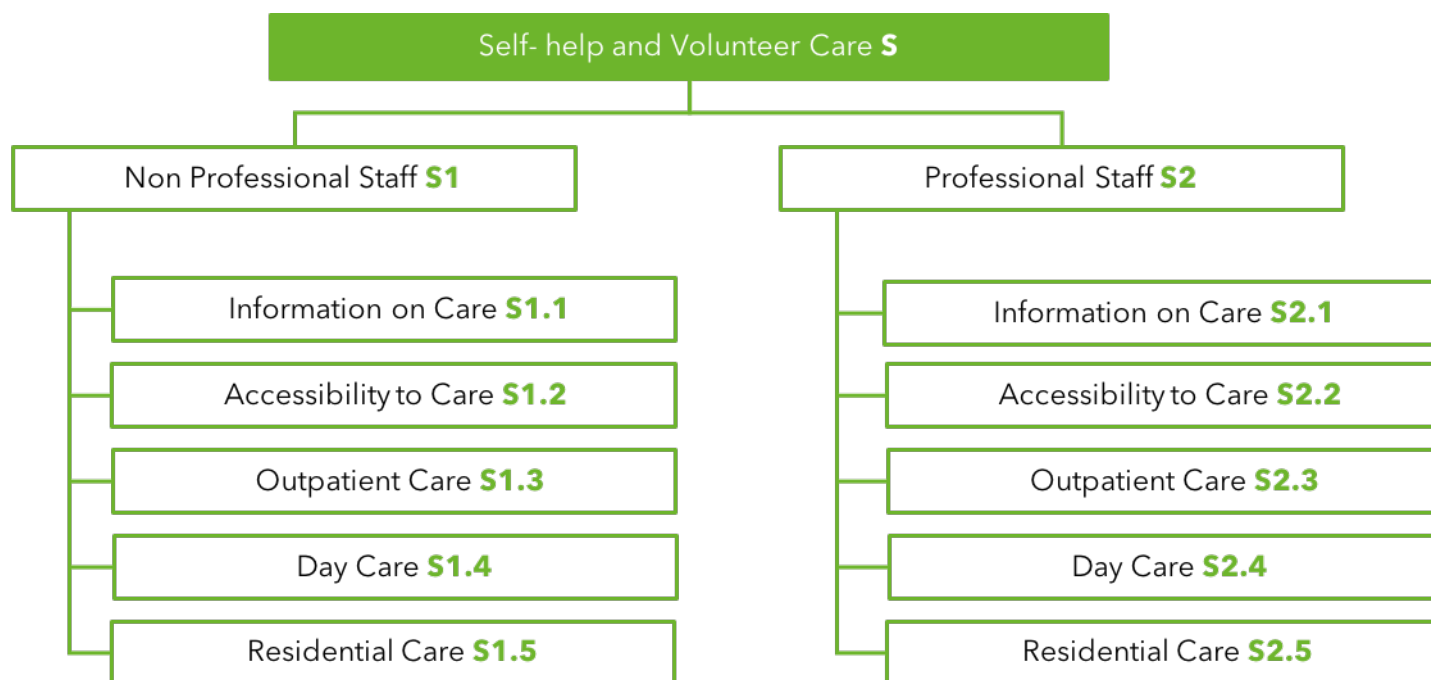 Self- help and Volunteer Care S
Non Professional Staff S1
Information on Care S1.1
Accessibility to Care S1.2
Outpatient Care S1.3
Day Care S1.4
Residential Care S1.5
Professional Staff S2
Information on Care S2.1
Accessibility to Care S2.2
Outpatient Care S2.3
Day Care S2.4
Residential Care S2.5